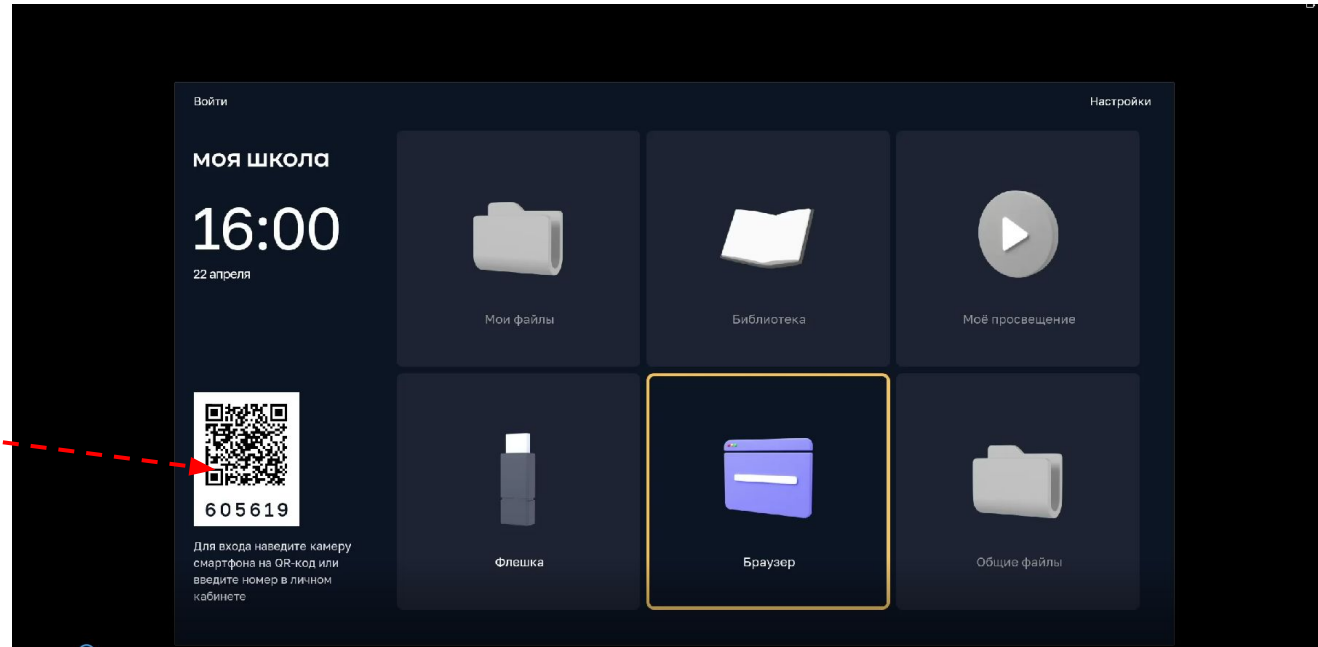 Войти
Настройки
моя школа
16:00
22 апреля
Мои файлы
Библиотека
Моё просвещение
605619
Для входа наведите камеру
смартфона на QR-код или
введите номер в личном
кабинете
Флешка
Браузер
Общие файлы